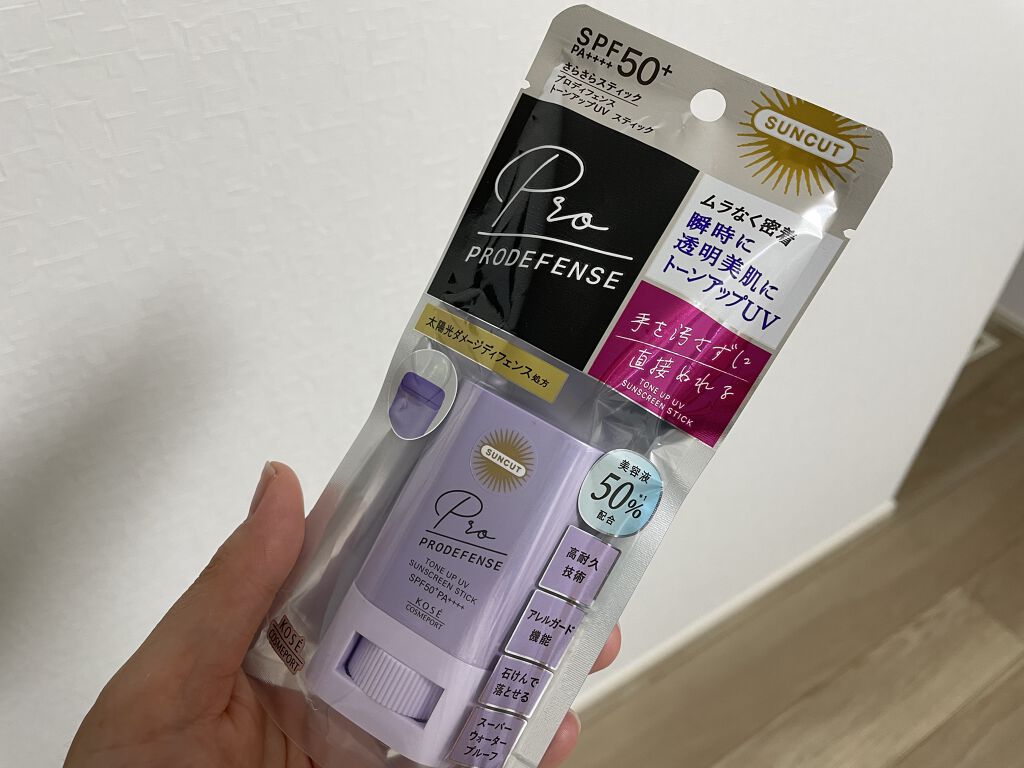 SPF50+
PA++++
さらさらスティック
プロディフェンス
トーンアップUV スティック
SUNCUT
Pro
PRODEFENSE
ムラなく密着
瞬時に
透明美肌に
トーンアップUV
手を汚さずに
直接ぬれる
TONE UP UV
SUNSCREEN STICK
太陽光ダメージディフェンス処方
SUNCUT
Pro
PRODEFENSE
TONE UP UV
SUNSCREEN STICK
SPF50+PA++++
KOSÉ
COSMEPORT
美容液
50%
配合
高耐久
技術
アレルガード
機能
石けんで
落とせる
スーパー
ウォーター
プルーフ
KOSÉ
COSMEPORT